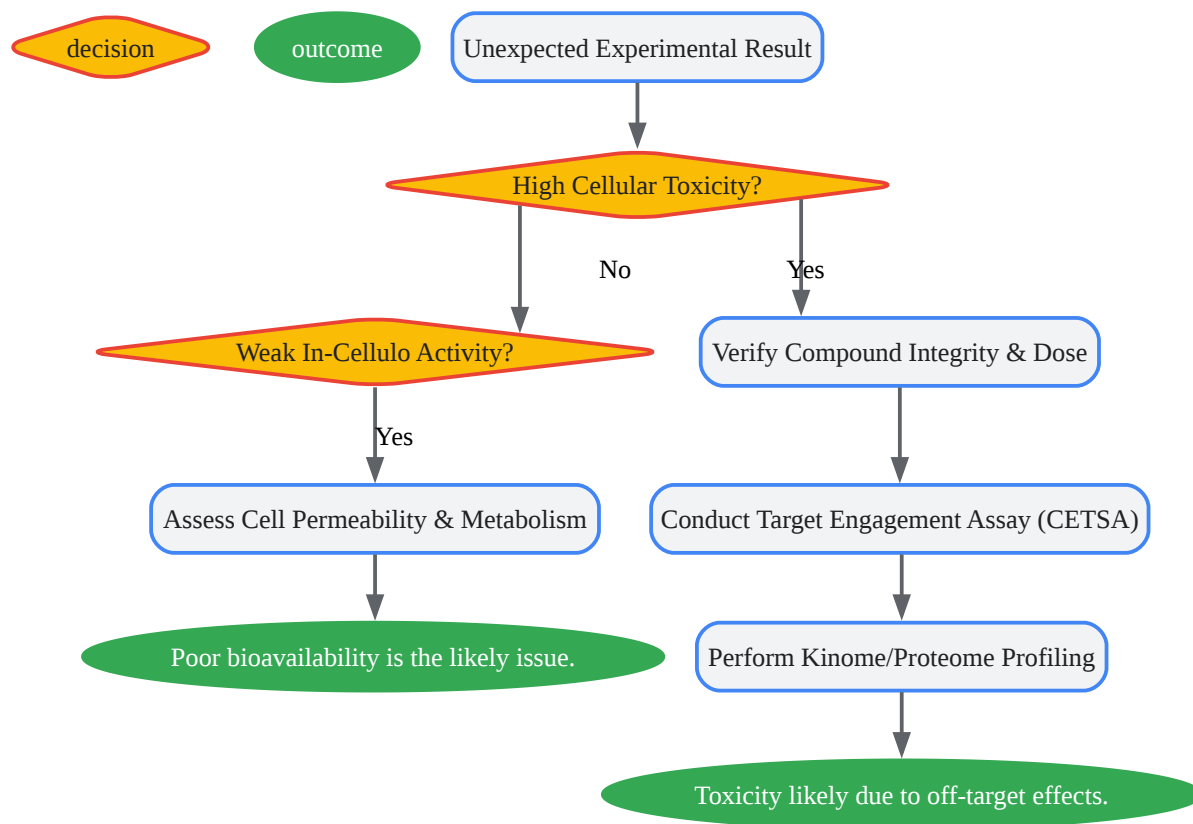 decision
outcome
Unexpected Experimental Result
High Cellular Toxicity?
No
Yes
Weak In-Cellulo Activity?
Verify Compound Integrity & Dose
Yes
Assess Cell Permeability & Metabolism
Conduct Target Engagement Assay (CETSA)
Poor bioavailability is the likely issue.
Perform Kinome/Proteome Profiling
Toxicity likely due to off-target effects.